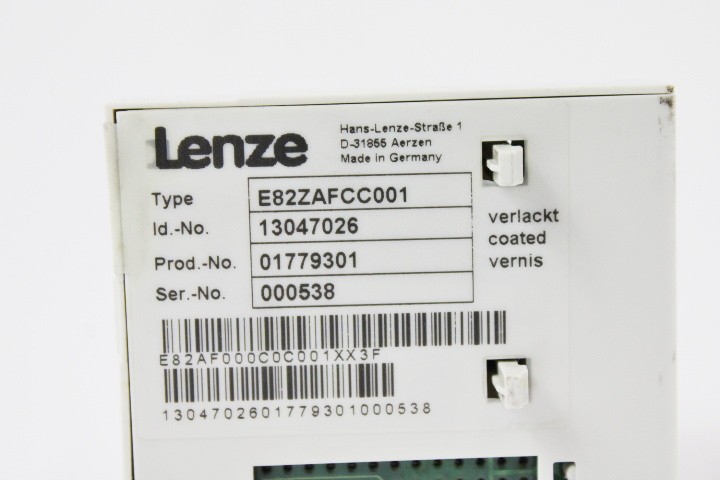 Lenze
Hans-Lenze-Straße 1
D-31855 Aerzen
Made in Germany
Type E82ZAFCC001
Id.-No. 13047026
Prod.-No. 01779301
Ser.-No. 000538
verlackt
coated
vernis
E82AF000C0C001XX3F
1304702601779301000538